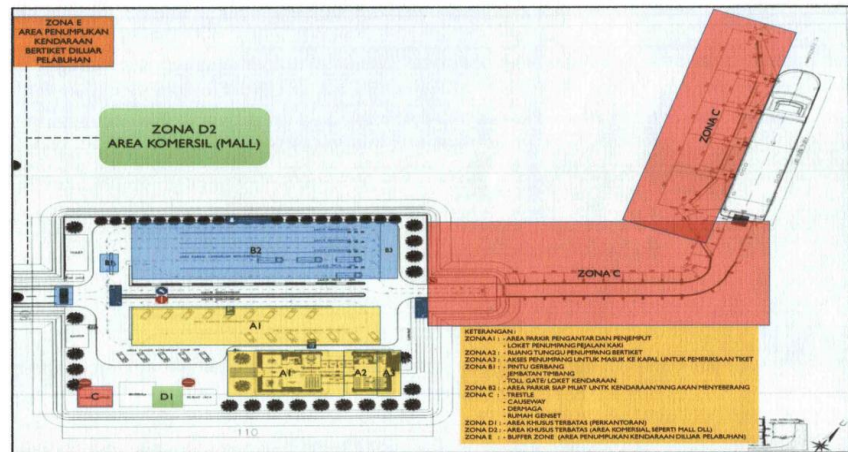 ZONA E
AREA PENUMPUKAN
KENDARAAN
BERTIKET DILUAR
PELABUHAN
ZONA D2
AREA KOMERSIL (MALL)
ZONA C
B2
B3
B1
ZONA C
A1
A1
A2
A3
C
D1
110
KETERANGAN :
ZONA A1 : - AREA PARKIR PENGANTAR DAN PENJEMPUT
- LOKET PENUMPANG PEJALAN KAKI
ZONA A3 : - RUANG TUNGGU PENUMPANG BERTIKET
ZONA A3 : - AKSES PENUMPANG UNTUK MASUK KE KAPAL UNTUK PEMERIKSAAN TIKET
ZONA B1 : - PINTU GERBANG
- JEMBATAN TIMBANG
- TOLL GATE/ LOKET KENDARAAN
ZONA B2 : - AREA PARKIR SIAP MUAT UNTUK KENDARAAN YANG AKAN MENYEBERANG
ZONA C : - TRESTLE
- CAUSEWAY
- DERMAGA
- RUMAH GENSET
ZONA D1 : - AREA KHUSUS TERBATAS (PERKANTORAN)
ZONA D2 : - AREA KHUSUS TERBATAS (AREA KOMERSIAL SEPERTI MALL DLL)
ZONA E : - BUFFER ZONE (AREA PENUMPUKAN KENDARAAN DILUAR PELABUHAN)